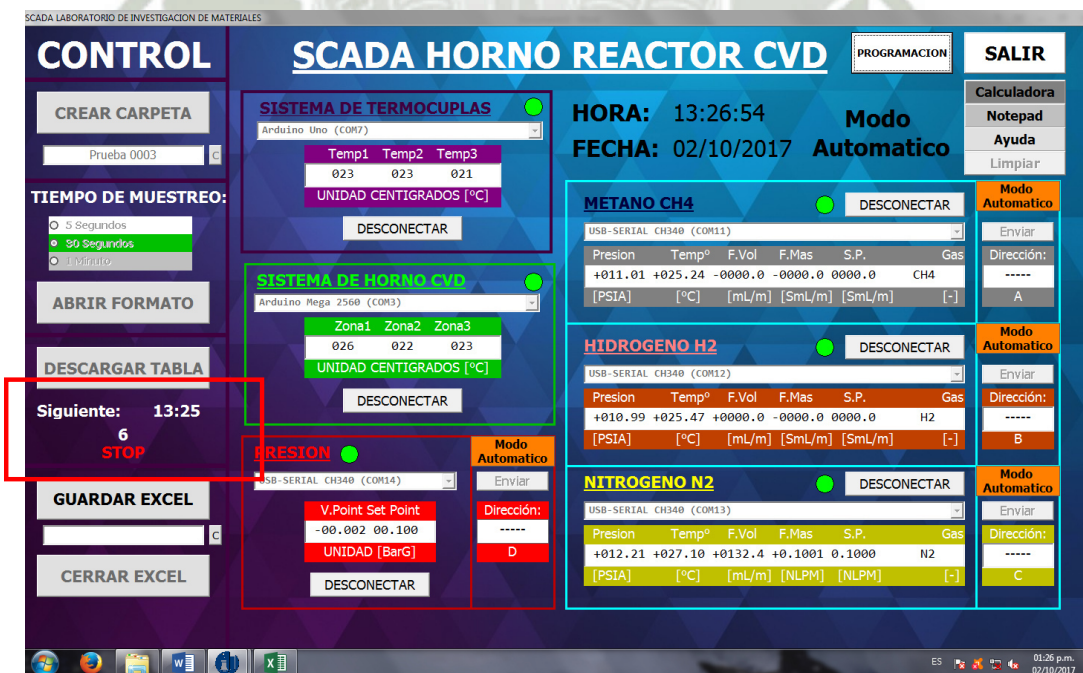 SCADA LABORATORIO DE INVESTIGACION DE MATERIALES
CONTROL
SCADA HORNO REACTOR CVD
PROGRAMACION
SALIR
CREAR CARPETA
Prueba 0003
C
TIEMPO DE MUESTREO:
5 Segundos
30 Segundos
1 Minuto
ABRIR FORMATO
DESCARGAR TABLA
Siguiente: 13:25
6
STOP
GUARDAR EXCEL
C
CERRAR EXCEL
SISTEMA DE TERMOCUPLAS
Arduino Uno (COM7)
Temp1 Temp2 Temp3
023 023 021
UNIDAD CENTIGRADOS [ºC]
DESCONECTAR
SISTEMA DE HORNO CVD
Arduino Mega 2560 (COM3)
Zona1 Zona2 Zona3
026 022 023
UNIDAD CENTIGRADOS [ºC]
DESCONECTAR
PRESION
Modo
Automatico
USB-SERIAL CH340 (COM14)
Enviar
V.Point Set Point
Dirección:
-00.002 00.100
-----
UNIDAD [BarG]
D
DESCONECTAR
HORA: 13:26:54
FECHA: 02/10/2017
Modo
Automatico
Calculadora
Notepad
Ayuda
Limpiar
METANO CH4
DESCONECTAR
Modo
Automatico
USB-SERIAL CH340 (COM11)
Enviar
Presion Tempº F.Vol F.Mas S.P. Gas
Dirección:
+011.01 +025.24 -0000.0 -0000.0 0000.0 CH4
-----
[PSIA] [ºC] [mL/m] [SmL/m] [SmL/m] [-]
A
HIDROGENO H2
DESCONECTAR
Modo
Automatico
USB-SERIAL CH340 (COM12)
Enviar
Presion Tempº F.Vol F.Mas S.P. Gas
Dirección:
+010.99 +025.47 +0000.0 -0000.0 0000.0 H2
-----
[PSIA] [ºC] [mL/m] [SmL/m] [SmL/m] [-]
B
NITROGENO N2
DESCONECTAR
Modo
Automatico
USB-SERIAL CH340 (COM13)
Enviar
Presion Tempº F.Vol F.Mas S.P. Gas
Dirección:
+012.21 +027.10 +0132.4 +0.1001 0.1000 N2
-----
[PSIA] [ºC] [mL/m] [NLPM] [NLPM] [-]
C
ES
01:26 p.m.
02/10/2017